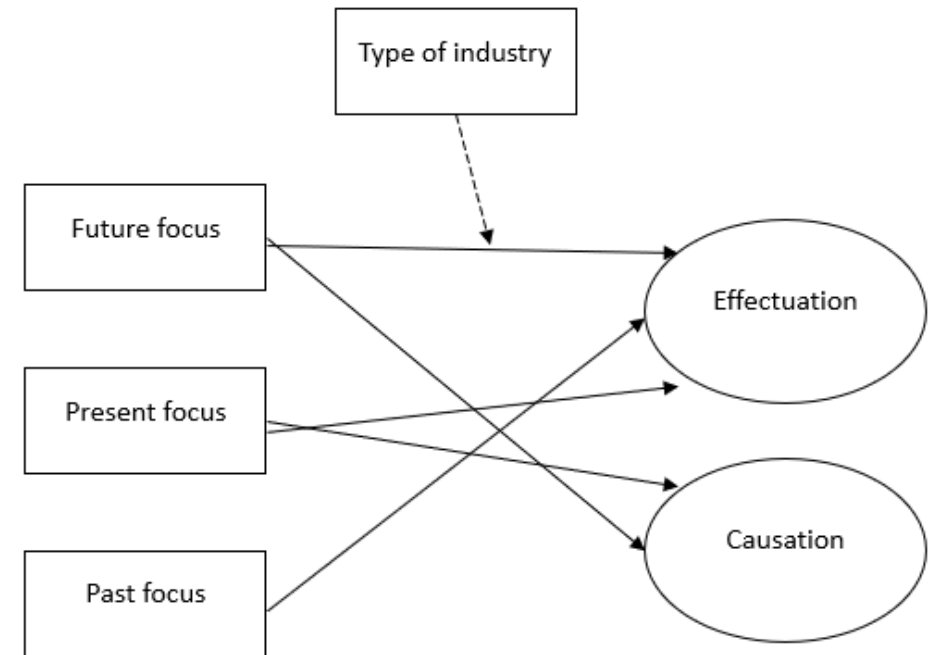 Type of industry
Future focus
Effectuation
Present focus
Causation
Past focus